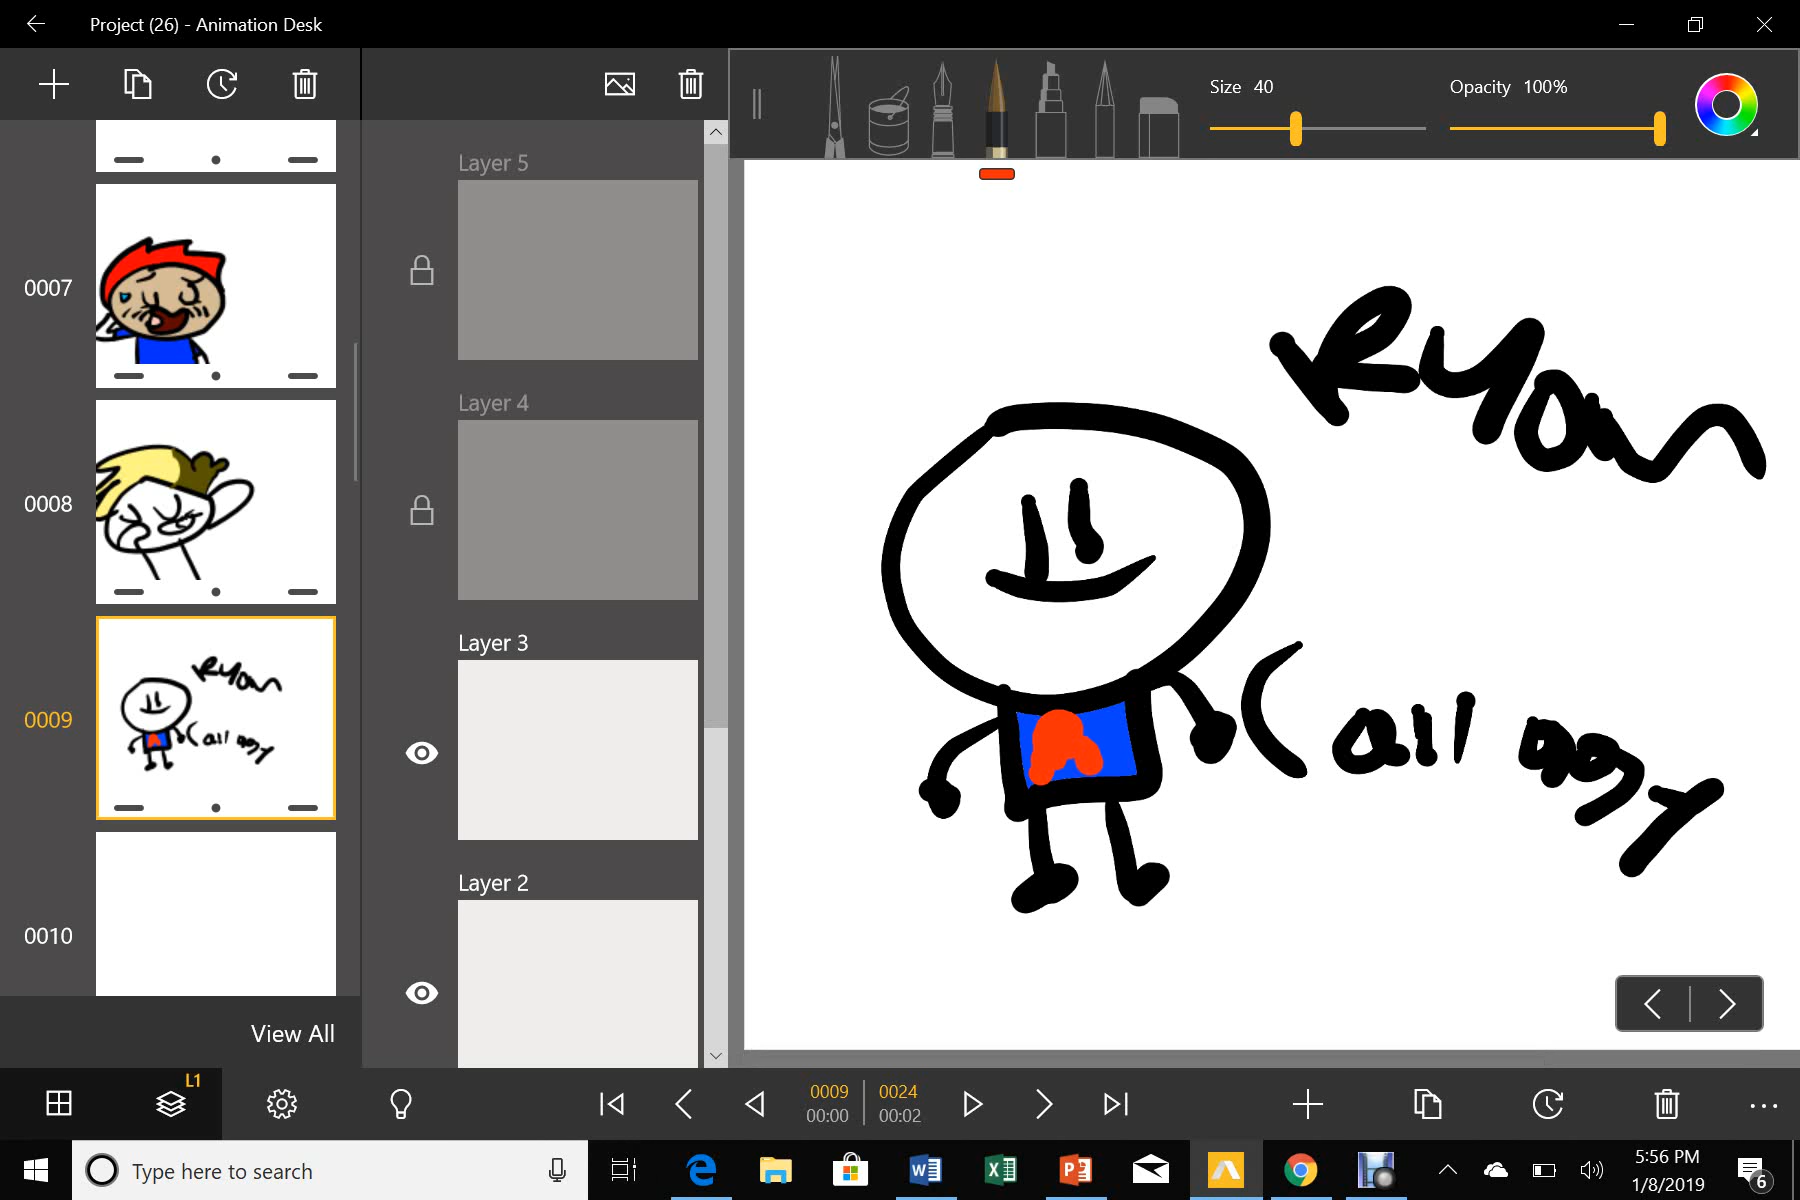 Project (26) - Animation Desk
Size 40
Opacity 100%
Layer 5
0007
Layer 4
0008
Layer 3
0009
Layer 2
0010
View All
Ryan
Call
A
L1
0009 0024
00:00 00:02
Type here to search
5:56 PM
1/8/2019
6